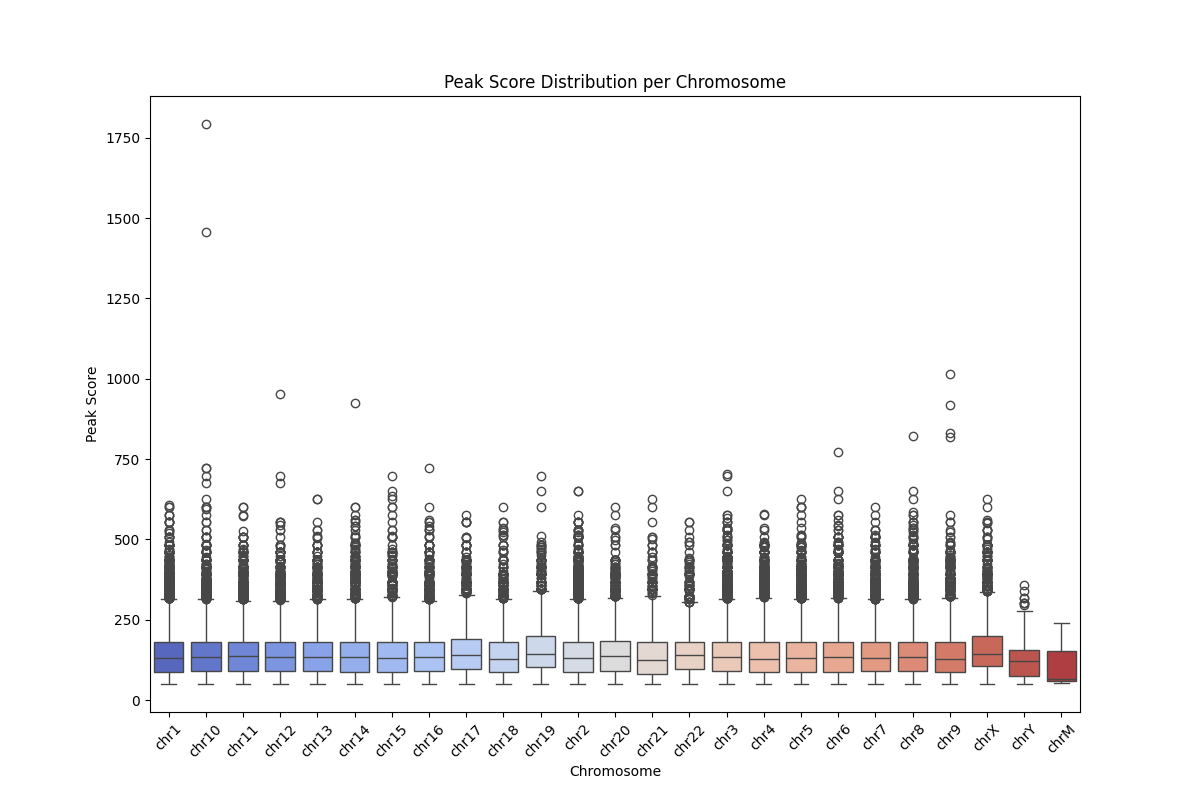 Peak Score Distribution per Chromosome
1750
1500
1250
1000
750
500
250
0
Peak Score
chr1 chr10 chr11 chr12 chr13 chr14 chr15 chr16 chr17 chr18 chr19 chr2 chr20 chr21 chr22 chr3 chr4 chr5 chr6 chr7 chr8 chr9 chrX chrY chrM
Chromosome